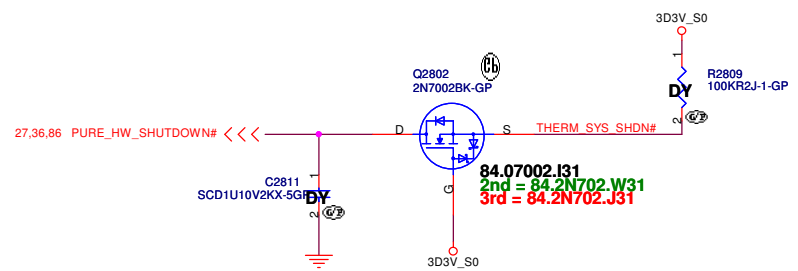 3D3V_S0
1
R2809
100KR2J-1-GP
DY
2
Q2802
2N7002BK-GP
27,36,86 PURE_HW_SHUTDOWN#
D
S
THERM_SYS_SHDN#
G
84.07002.I31
2nd = 84.2N702.W31
3rd = 84.2N702.J31
1
C2811
SCD1U10V2KX-5GP
DY
2
3D3V_S0